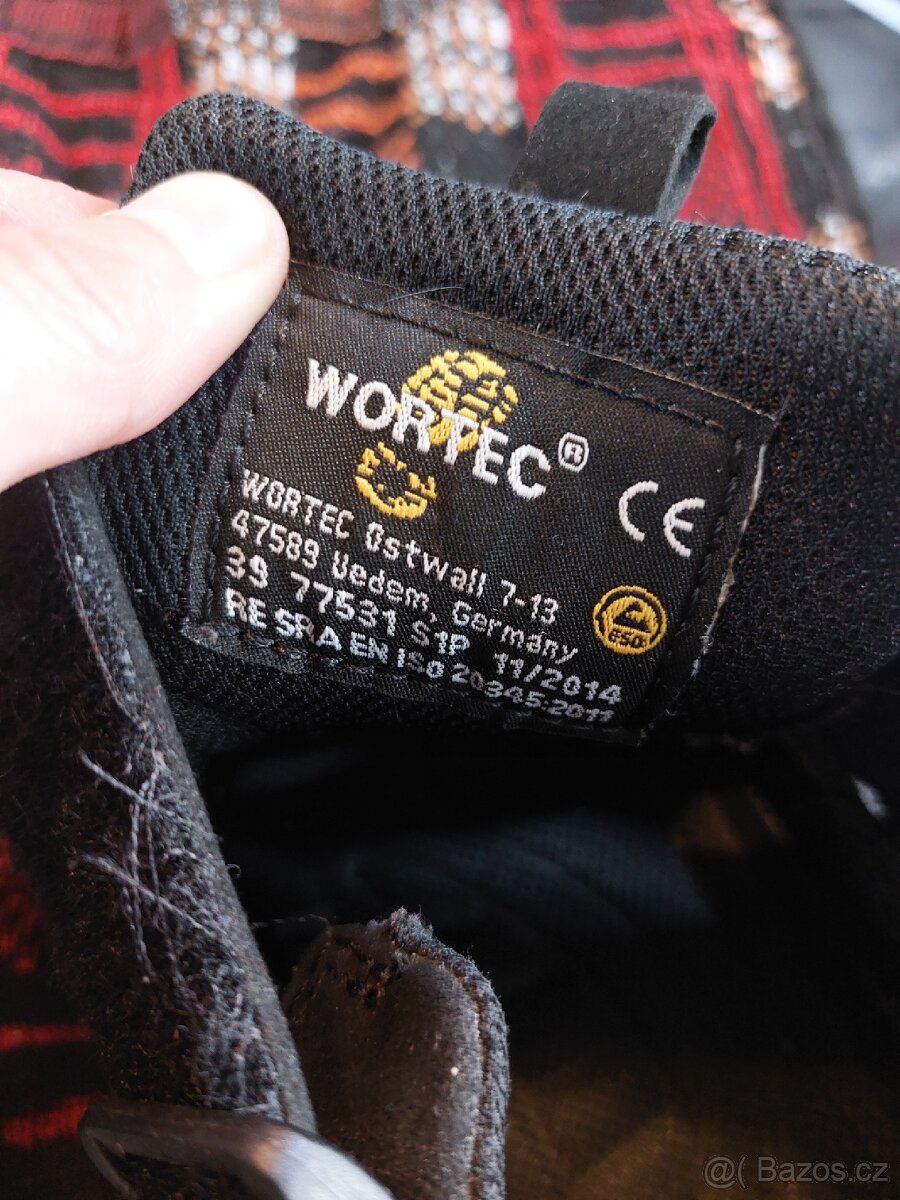 WORTEC®
CE
WORTEC Ostwall 7-13
47589 Uedem, Germany
39 77531 S1P 11/2014
RE SRA EN ISO 20345:2011
ESD
@( Bazos.cz